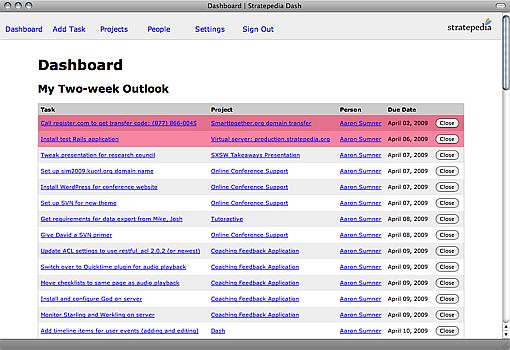 Dashboard | Stratepedia Dash
Dashboard Add Task Projects People Settings Sign Out stratepedia
Dashboard
My Two-week Outlook
Task Project Person Due Date
Call register.com to get transfer code: (877) 866-0045 Smarttogether.org domain transfer Aaron Sumner April 02, 2009 Close
Install test Rails application Virtual server: production.stratepedia.org Aaron Sumner April 06, 2009 Close
Tweak presentation for research council SXSW Takeaways Presentation Aaron Sumner April 07, 2009 Close
Set up sim2009.kucrl.org domain name Online Conference Support Aaron Sumner April 07, 2009 Close
Install WordPress for conference website Online Conference Support Aaron Sumner April 07, 2009 Close
Set up SVN for new theme Online Conference Support Aaron Sumner April 07, 2009 Close
Get requirements for data export from Mike, Josh Tutoractive Aaron Sumner April 08, 2009 Close
Give David a SVN primer Online Conference Support Aaron Sumner April 08, 2009 Close
Update ACL settings to use restful_acl 2.0.2 (or newest) Coaching Feedback Application Aaron Sumner April 09, 2009 Close
Switch over to Quicktime plugin for audio playback Coaching Feedback Application Aaron Sumner April 09, 2009 Close
Move checklists to same page as audio playback Coaching Feedback Application Aaron Sumner April 09, 2009 Close
Install and configure God on server Coaching Feedback Application Aaron Sumner April 09, 2009 Close
Monitor Starling and Workling on server Coaching Feedback Application Aaron Sumner April 09, 2009 Close
Add timeline items for user events (adding and editing) Dash Aaron Sumner April 10, 2009 Close